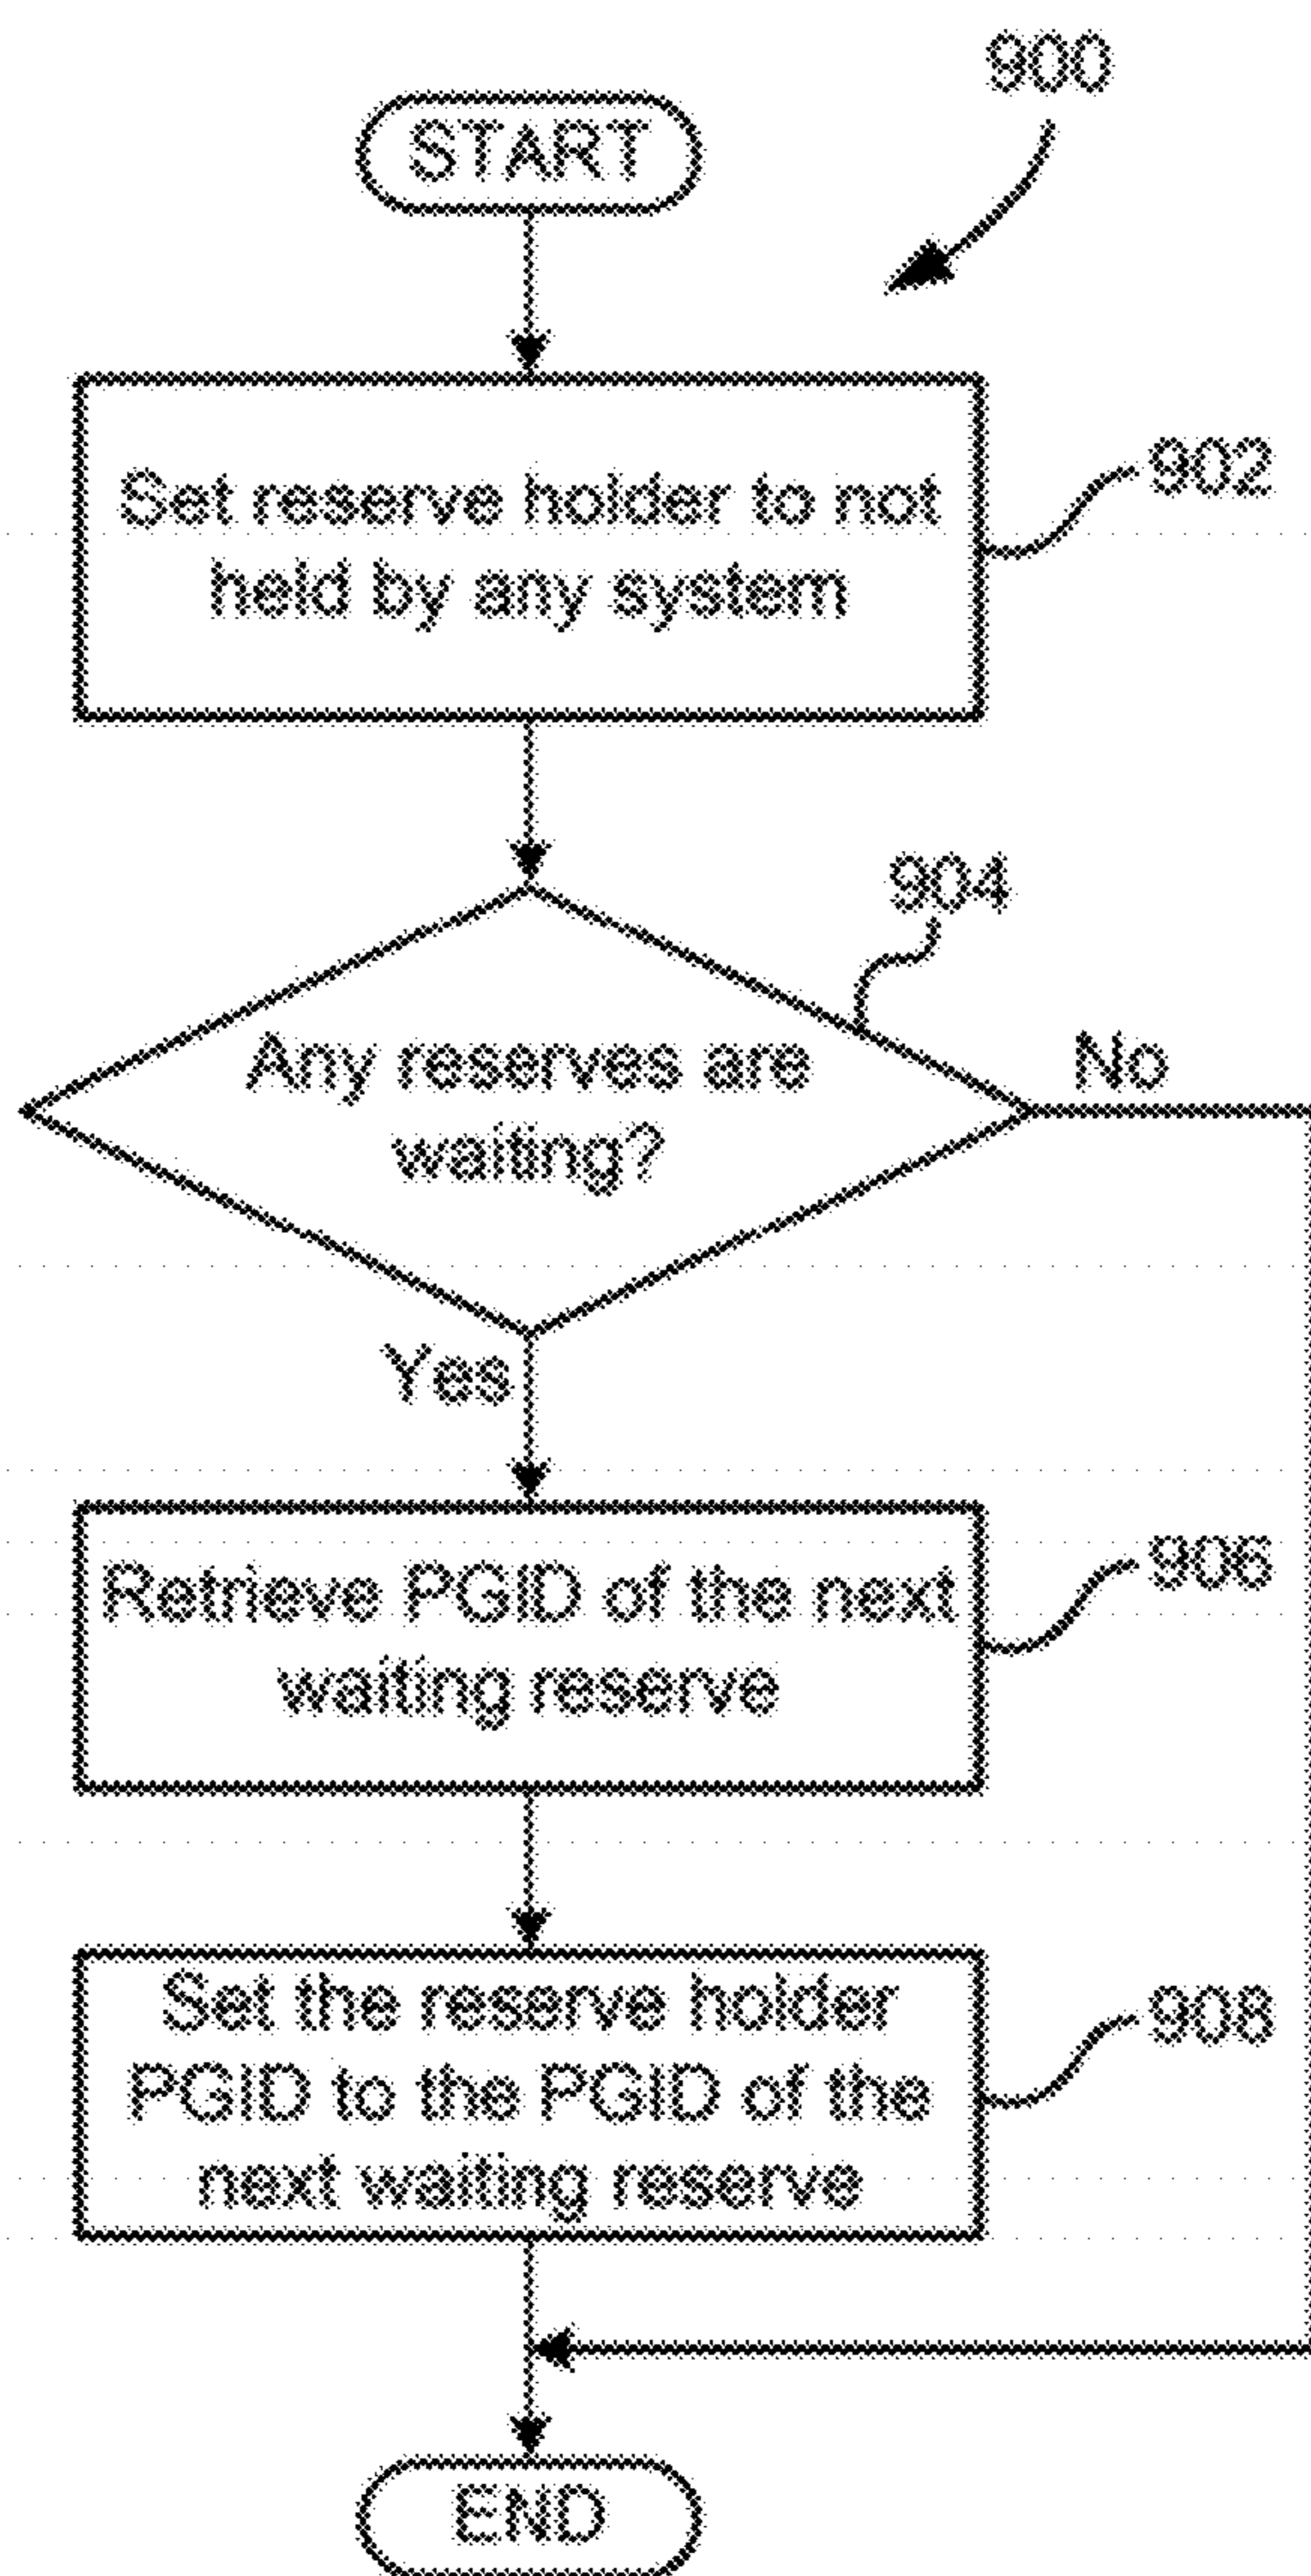 900
START
Set reserve holder to not
held by any system
902
904
Any reserves are
waiting?
No
Yes
Retrieve PGID of the next
waiting reserve
906
Set the reserve holder
PGID to the PGID of the
next waiting reserve
908
END